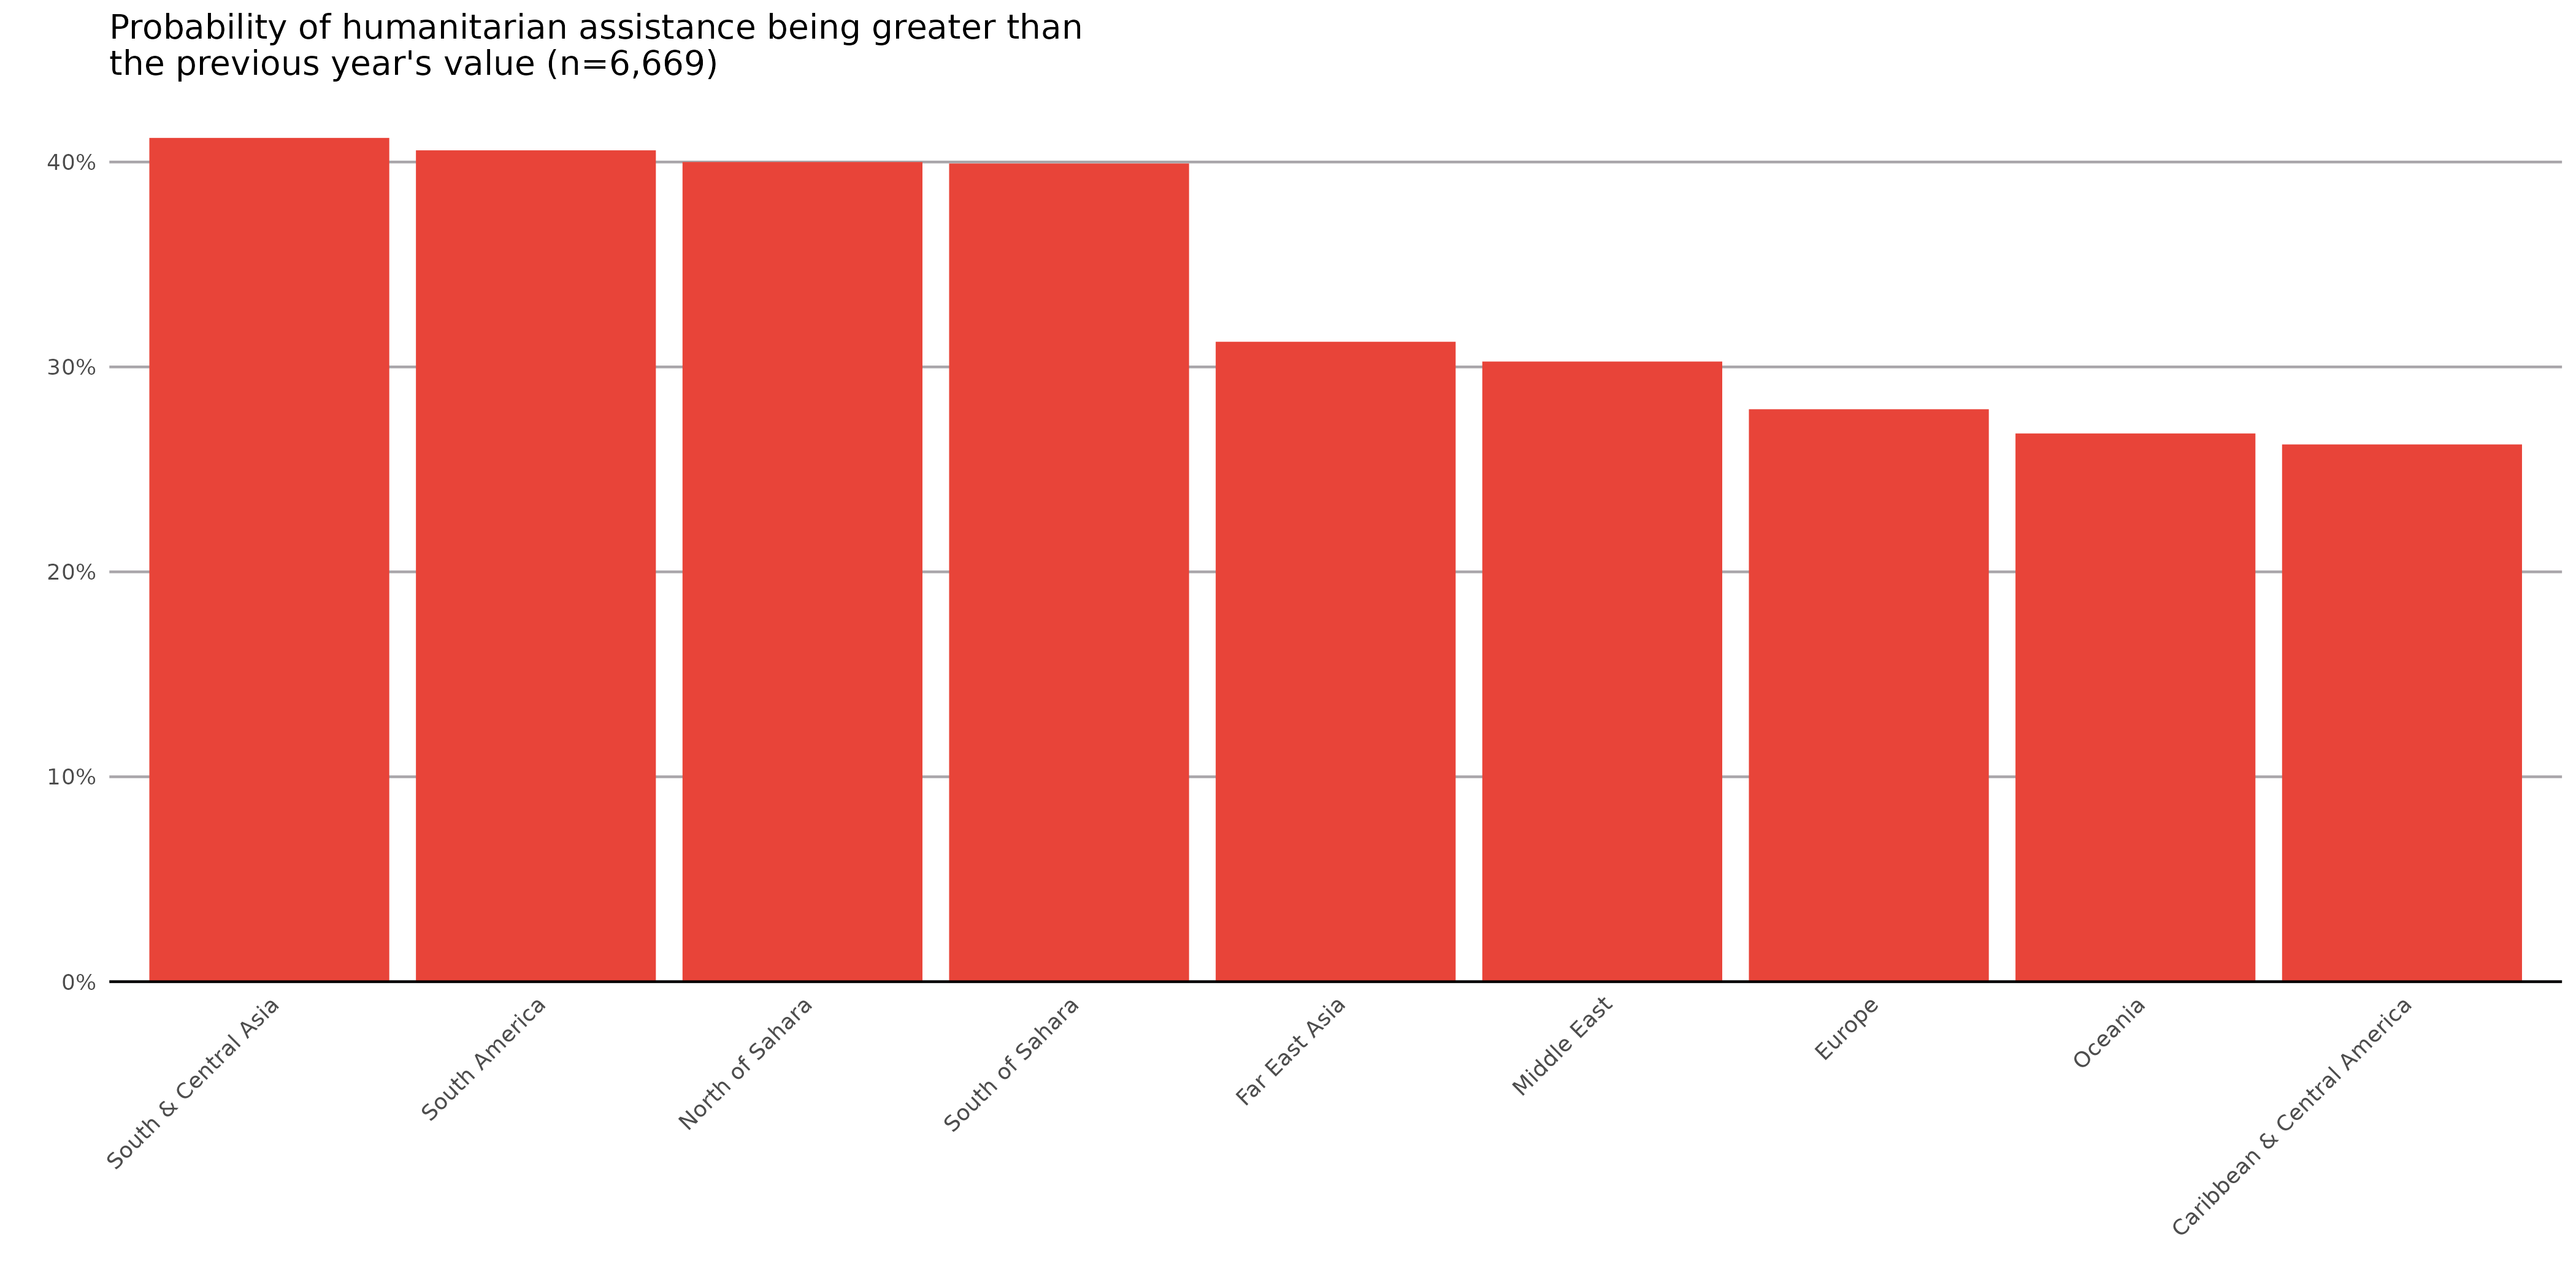 Probability of humanitarian assistance being greater than
the previous year's value (n=6,669)
40%
30%
20%
10%
0%
South & Central Asia
South America
North of Sahara
South of Sahara
Far East Asia
Middle East
Europe
Oceania
Caribbean & Central America